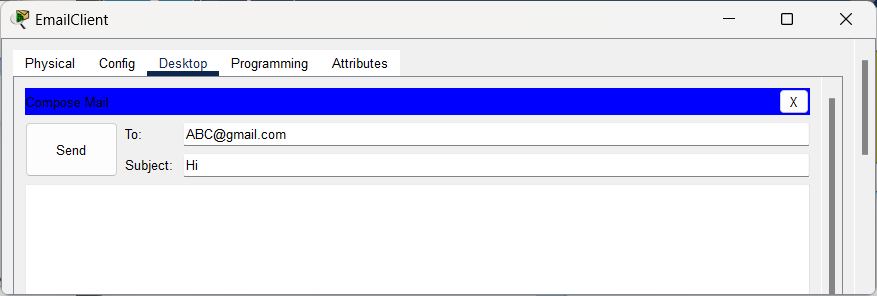 EmailClient
Physical Config Desktop Programming Attributes
Compose Mail X
Send
To: ABC@gmail.com
Subject: Hi